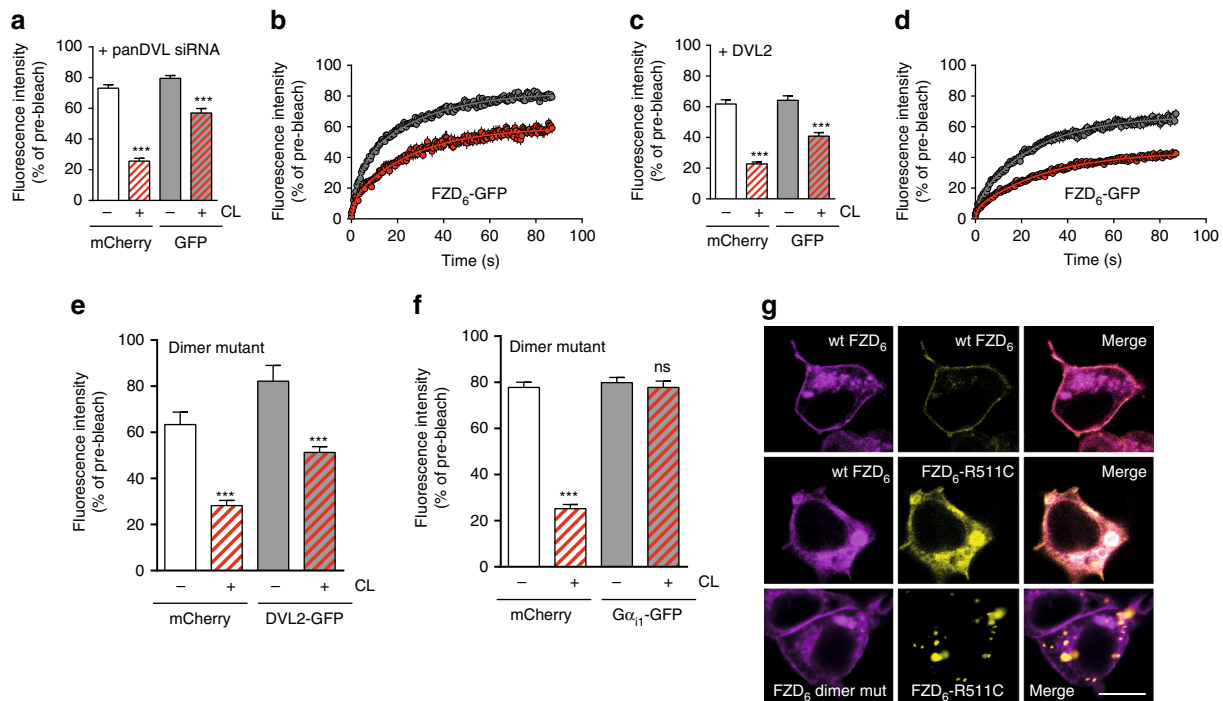 a
Fluorescence intensity
(% of pre-bleach)
100
80
60
40
20
0
+ panDVL siRNA
***
***
– + – + CL
mCherry GFP
b
Fluorescence intensity
(% of pre-bleach)
100
80
60
40
20
0
FZD6-GFP
0 20 40 60 80 100
Time (s)
c
Fluorescence intensity
(% of pre-bleach)
100
80
60
40
20
0
+ DVL2
***
***
– + – + CL
mCherry GFP
d
Fluorescence intensity
(% of pre-bleach)
100
80
60
40
20
0
FZD6-GFP
0 20 40 60 80 100
Time (s)
e
Fluorescence intensity
(% of pre-bleach)
100
80
60
40
20
0
Dimer mutant
***
***
– + – + CL
mCherry DVL2-GFP
f
Fluorescence intensity
(% of pre-bleach)
100
80
60
40
20
0
Dimer mutant
***
ns
– + – + CL
mCherry Gαi1-GFP
g
wt FZD6 wt FZD6 Merge
wt FZD6 FZD6-R511C Merge
FZD6 dimer mut FZD6-R511C Merge